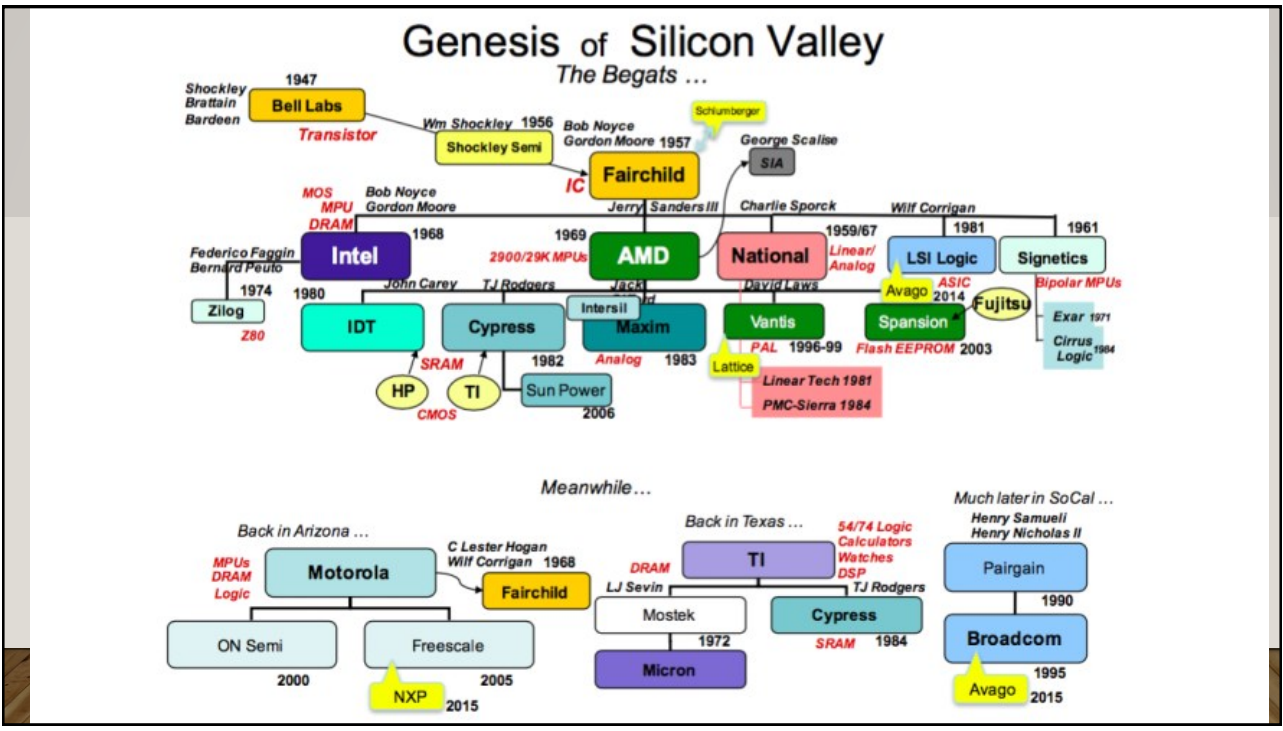 Genesis of Silicon Valley
The Begats …
Shockley
Brattain
Bardeen
1947
Bell Labs
Transistor
Wm Shockley 1956
Shockley Semi
Bob Noyce
Gordon Moore 1957
Schlumberger
Fairchild
IC
George Scalise
SIA
MOS
MPU
DRAM
Bob Noyce
Gordon Moore
1968
Intel
Jerry Sanders III
1969
2900/29K MPUs
AMD
Charlie Sporck
National
1959/67
Linear/
Analog
Wilf Corrigan
1981
LSI Logic
ASIC
Avago
2014
1961
Signetics
Bipolar MPUs
Exar 1971
Cirrus
Logic 1984
Federico Faggin
Bernard Peuto
1974
Zilog
Z80
1980
John Carey
IDT
TJ Rodgers
Cypress
1982
SRAM
HP
TI
CMOS
Sun Power
2006
Jack
Intersil
Maxim
Analog
1983
David Laws
Vantis
PAL 1996-99
Lattice
Linear Tech 1981
PMC-Sierra 1984
Spansion
Fujitsu
Flash EEPROM 2003
Meanwhile…
Back in Arizona …
MPUs
DRAM
Logic
Motorola
C Lester Hogan
Wilf Corrigan 1968
Fairchild
ON Semi
2000
Freescale
2005
NXP
2015
Back in Texas …
DRAM
TI
54/74 Logic
Calculators
Watches
DSP
LJ Sevin
Mostek
1972
Micron
TJ Rodgers
Cypress
SRAM 1984
Much later in SoCal …
Henry Samueli
Henry Nicholas II
Pairgain
1990
Broadcom
1995
Avago
2015